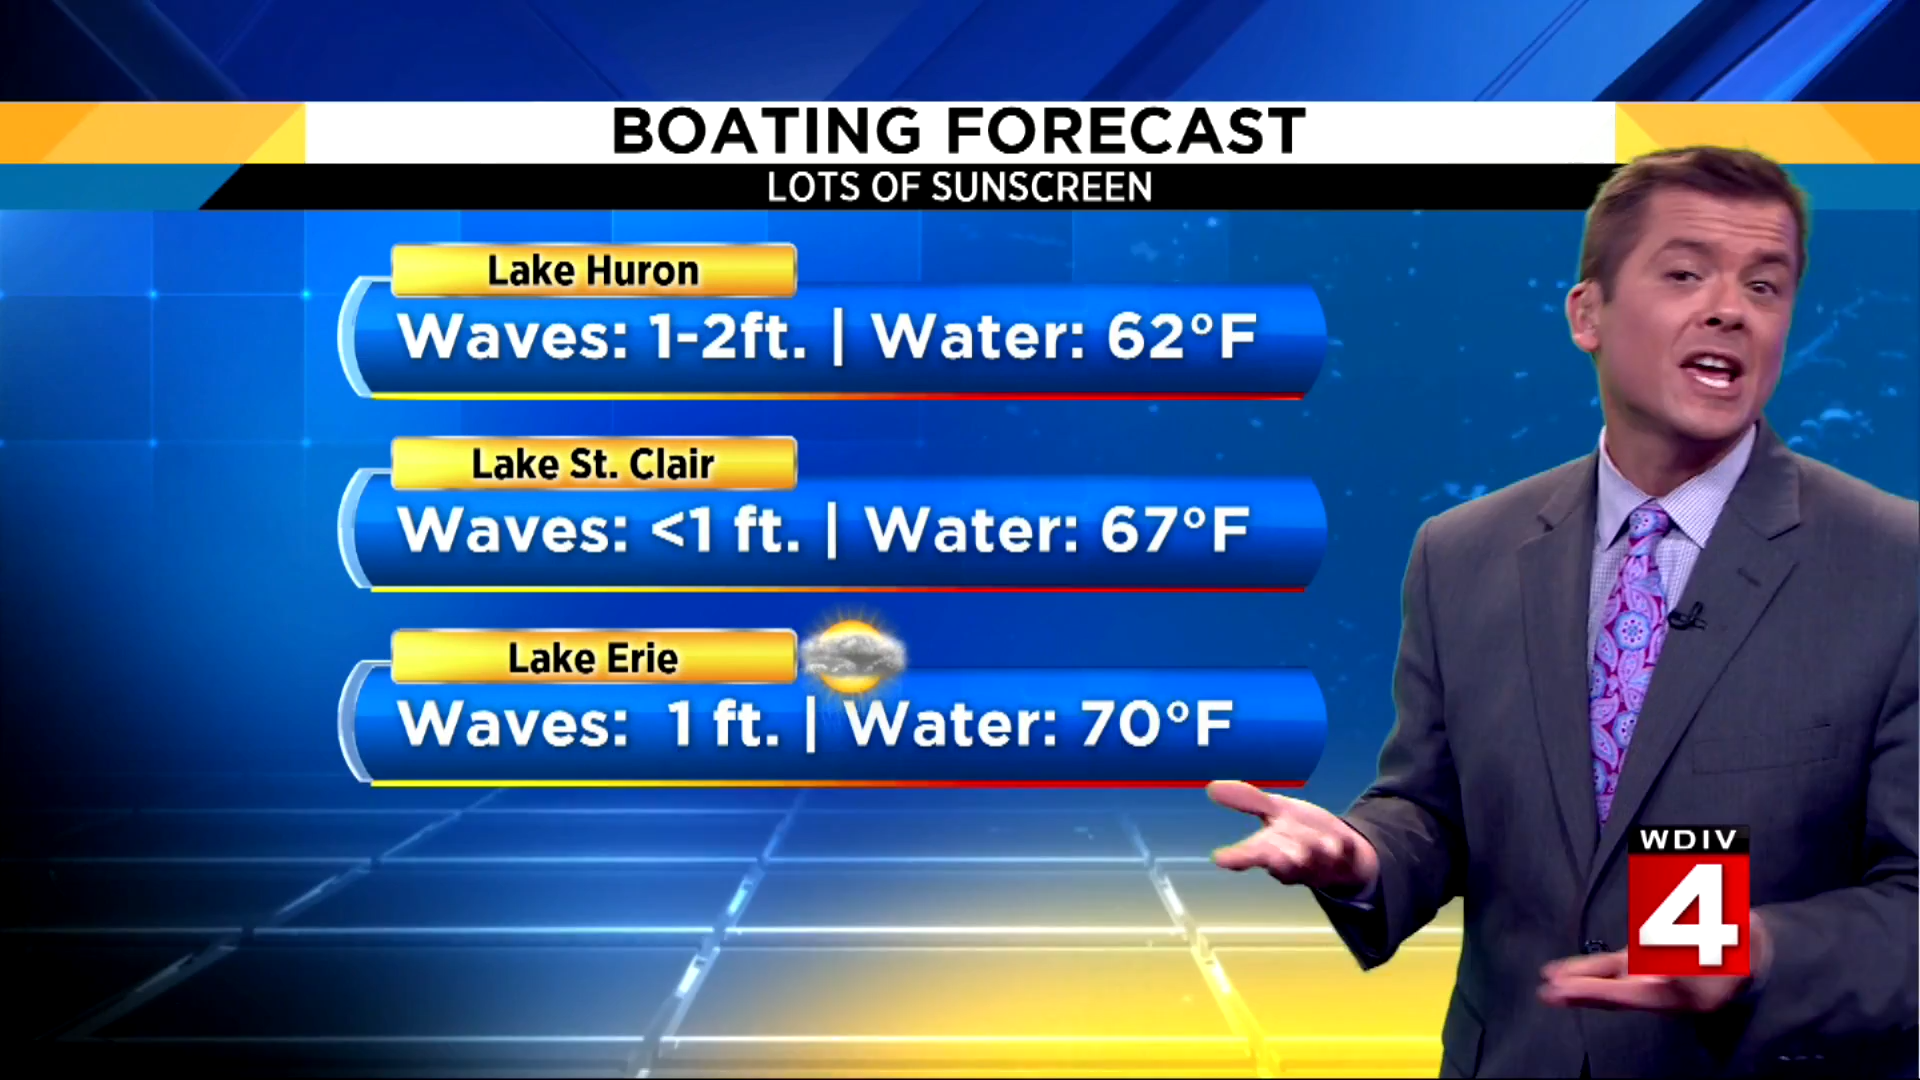 BOATING FORECAST
LOTS OF SUNSCREEN
Lake Huron
Waves: 1-2ft. | Water: 62°F
Lake St. Clair
Waves: <1 ft. | Water: 67°F
Lake Erie
Waves: 1 ft. | Water: 70°F
WDIV
4